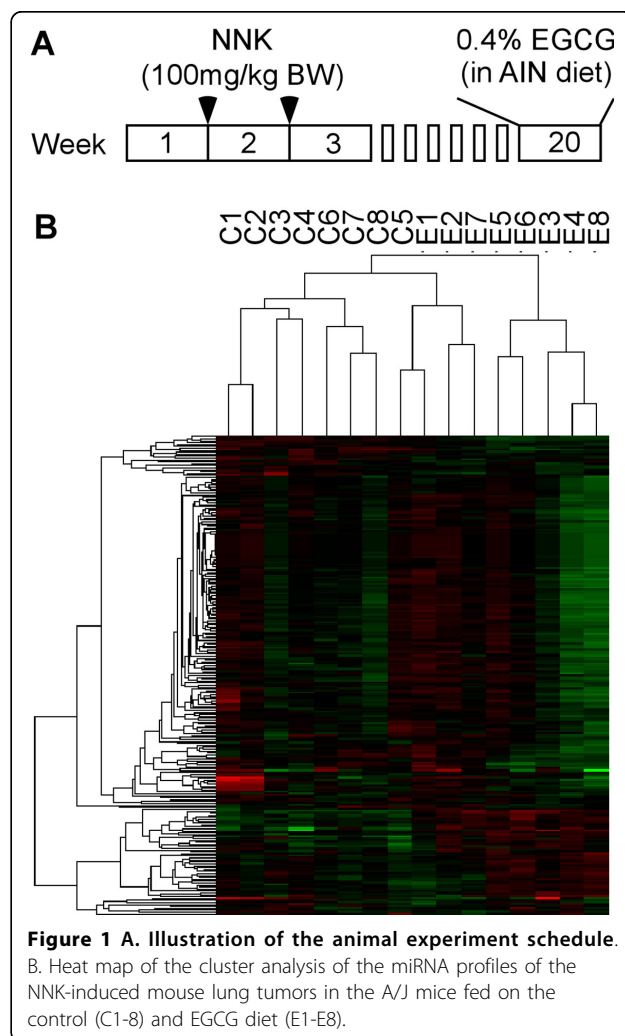 A
NNK
(100mg/kg BW)
0.4% EGCG
(in AIN diet)
Week 1 2 3 20
B
C1 C2 C3 C4 C6 C7 C8 C5 E1 E2 E7 E5 E6 E3 E4 E8
Figure 1 A. Illustration of the animal experiment schedule.
B. Heat map of the cluster analysis of the miRNA profiles of the
NNK-induced mouse lung tumors in the A/J mice fed on the
control (C1-8) and EGCG diet (E1-E8).